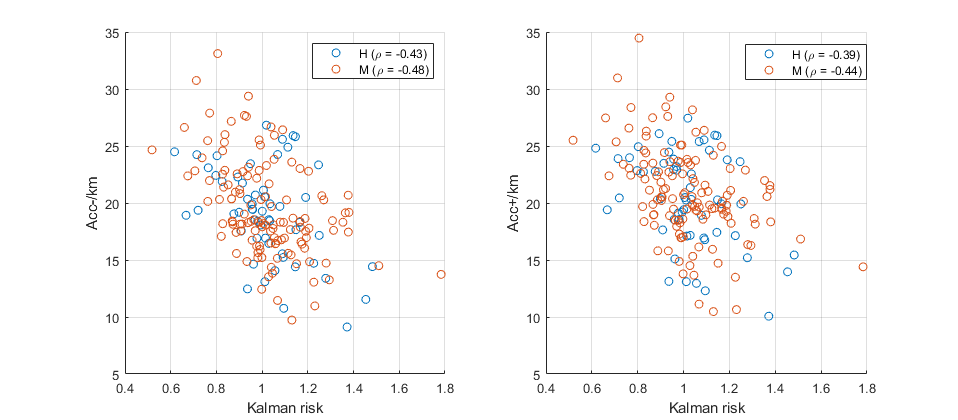 35
30
25
20
15
10
5
0.4 0.6 0.8 1 1.2 1.4 1.6 1.8
Acc-/km
Kalman risk
H (ρ = -0.43)
M (ρ = -0.48)
35
30
25
20
15
10
5
0.4 0.6 0.8 1 1.2 1.4 1.6 1.8
Acc+/km
Kalman risk
H (ρ = -0.39)
M (ρ = -0.44)